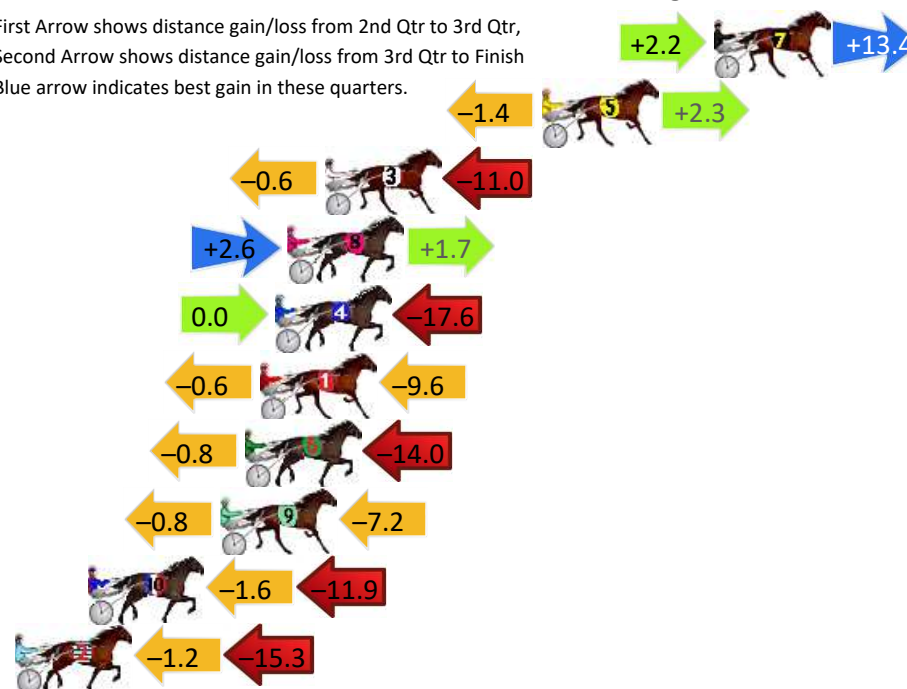 First Arrow shows distance gain/loss from 2nd Qtr to 3rd Qtr,
Second Arrow shows distance gain/loss from 3rd Qtr to Finish
Blue arrow indicates best gain in these quarters.
+2.2 7 +13.4
−1.4 5 +2.3
−0.6 3 −11.0
+2.6 8 +1.7
0.0 4 −17.6
−0.6 1 −9.6
−0.8 6 −14.0
−0.8 9 −7.2
10 −1.6 −11.9
2 −1.2 −15.3